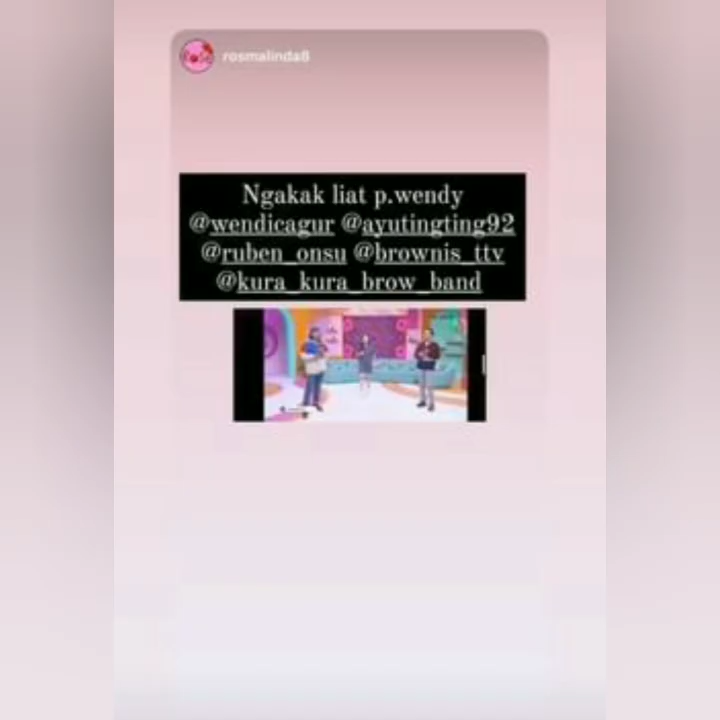 rosmalinda8
Ngakak liat p.wendy
@wendicagur @ayutingting92
@ruben_onsu @brownis_ttv
@kura_kura_brow_band